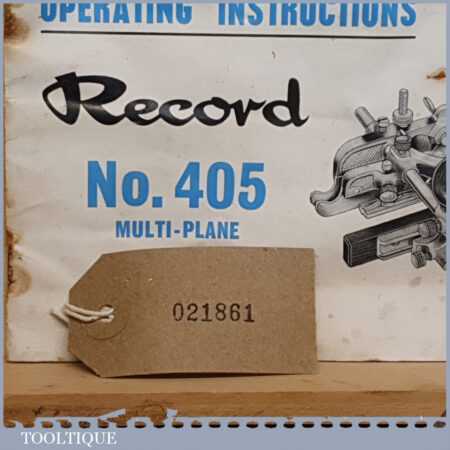 OPERATING INSTRUCTIONS
Record
No. 405
MULTI-PLANE
021861
TOOLTIQUE